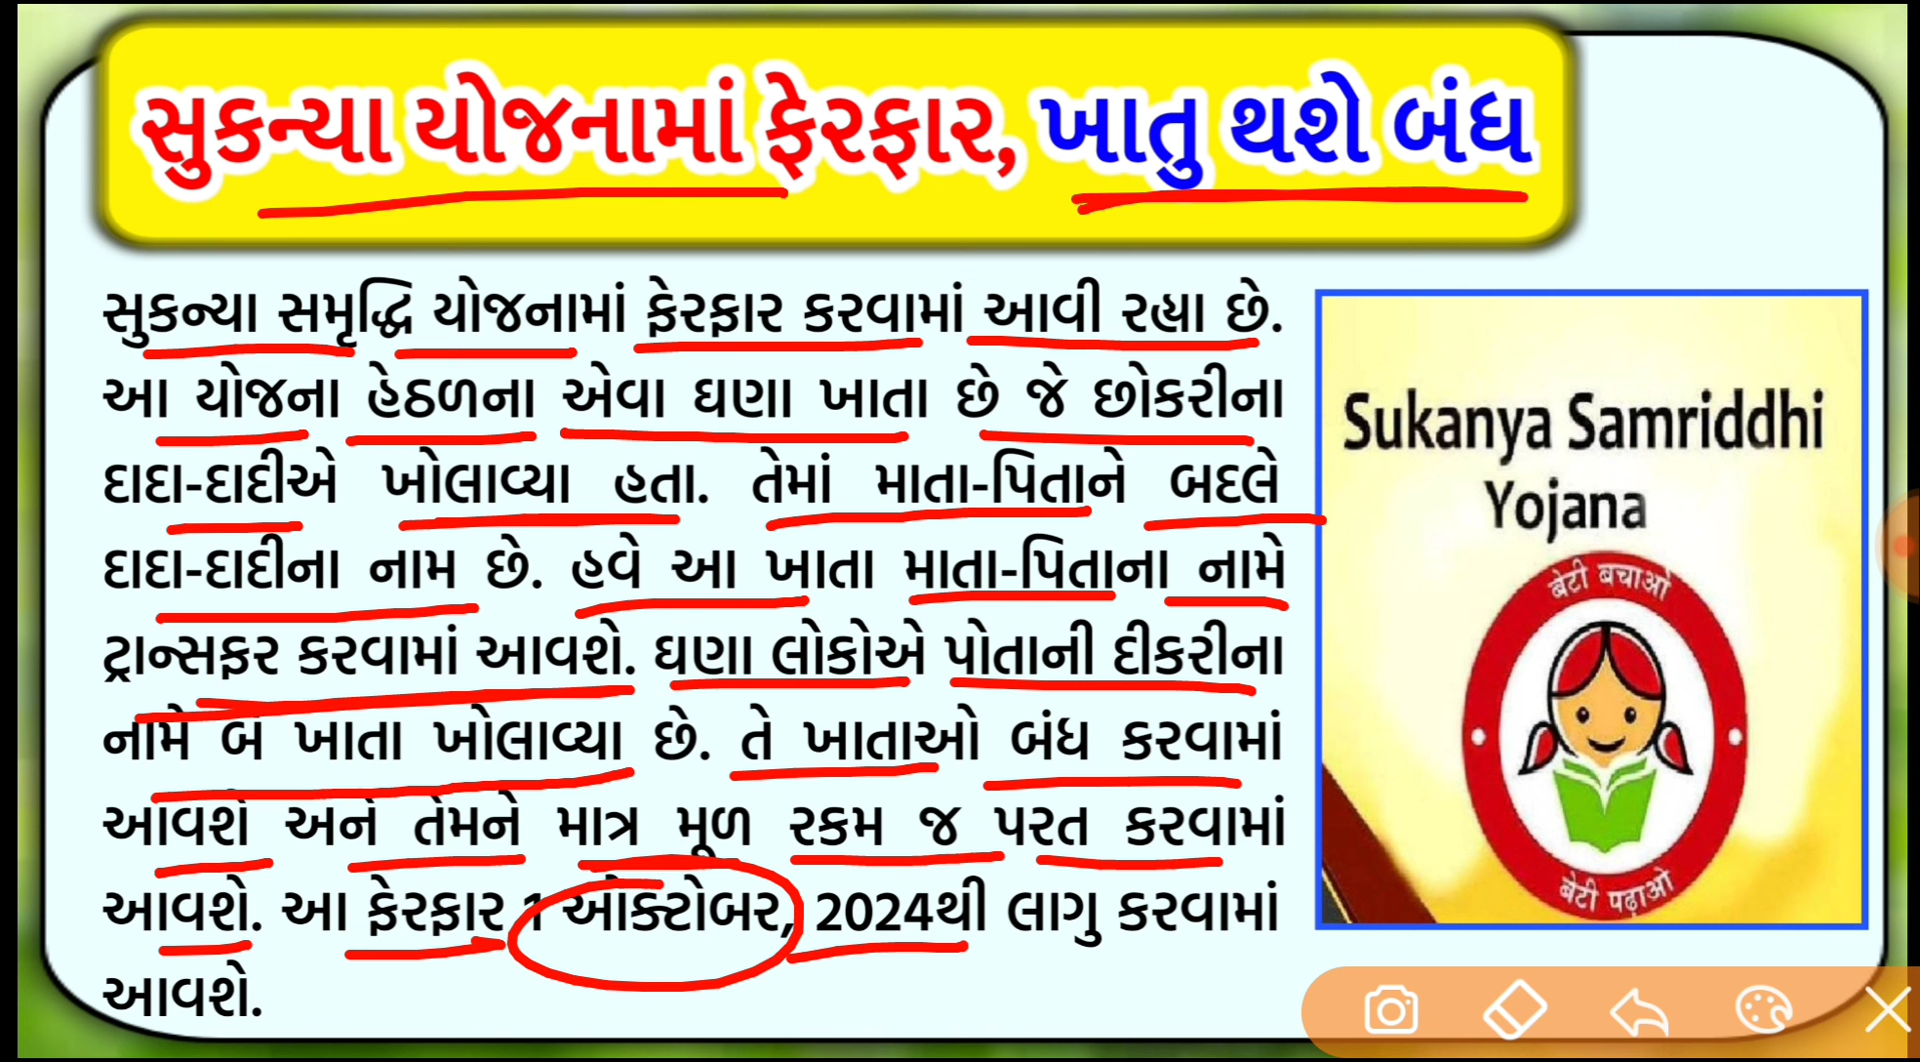 સુકન્યા યોજનામાં ફેરફાર, ખાતુ થશે બંધ
સુકન્યા સમૃદ્ધિ યોજનામાં ફેરફાર કરવામાં આવી રહ્યા છે.
આ યોજના હેઠળના એવા ઘણા ખાતા છે જે છોકરીના
દાદા-દાદીએ ખોલાવ્યા હતા. તેમાં માતા-પિતાને બદલે
દાદા-દાદીના નામ છે. હવે આ ખાતા માતા-પિતાના નામે
ટ્રાન્સફર કરવામાં આવશે. ઘણા લોકોએ પોતાની દીકરીના
નામે બે ખાતા ખોલાવ્યા છે. તે ખાતાઓ બંધ કરવામાં
આવશે અને તેમને માત્ર મૂળ રકમ જ પરત કરવામાં
આવશે. આ ફેરફાર 1 ઓક્ટોબર, 2024થી લાગુ કરવામાં
આવશે.
Sukanya Samriddhi
Yojana
बेटी बचाओ
बेटी पढ़ाओ